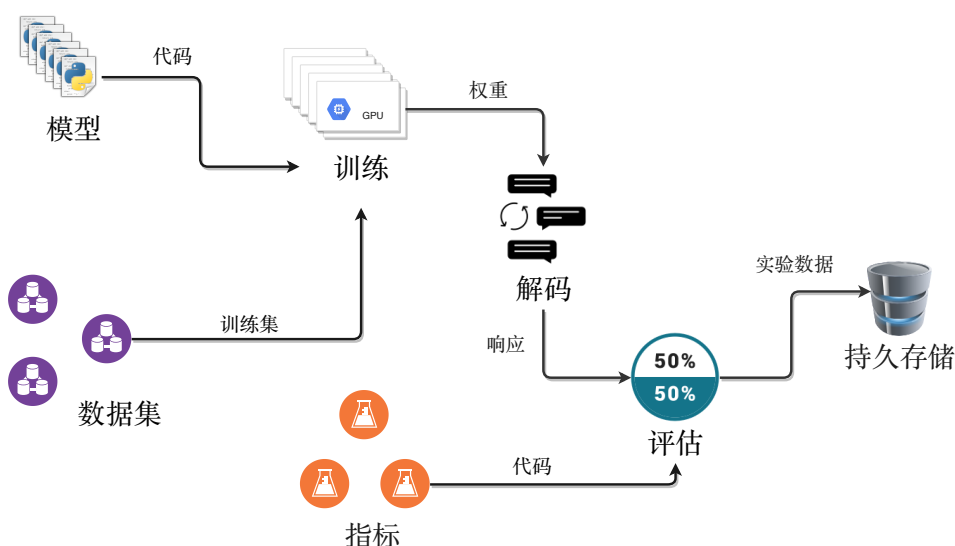 代码
模型
GPU
权重
训练
解码
实验数据
训练集
响应
50%
50%
持久存储
数据集
评估
代码
指标